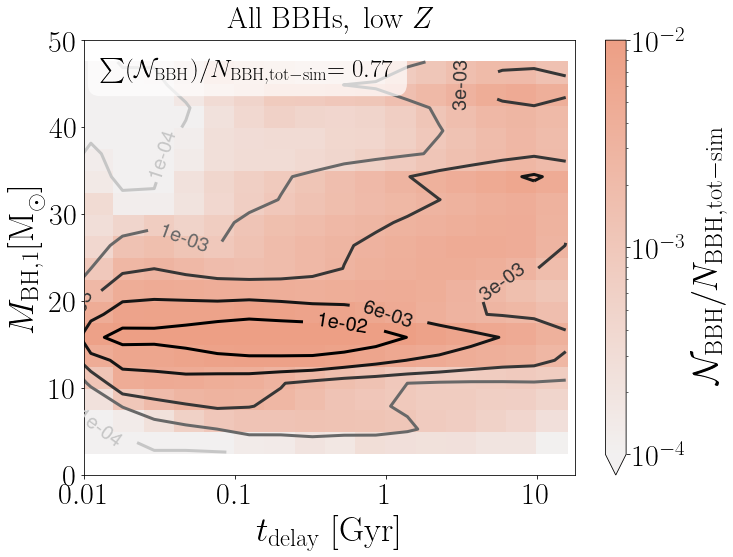 All BBHs, low Z
∑(𝒩BBH)/NBBH,tot−sim= 0.77
50
40
30
20
10
0
MBH,1[M⊙]
0.01
0.1
1
10
tdelay [Gyr]
1e-04
3e-03
1e-03
3e-03
6e-03
1e-02
1e-04
10−2
10−3
10−4
𝒩BBH/NBBH,tot−sim